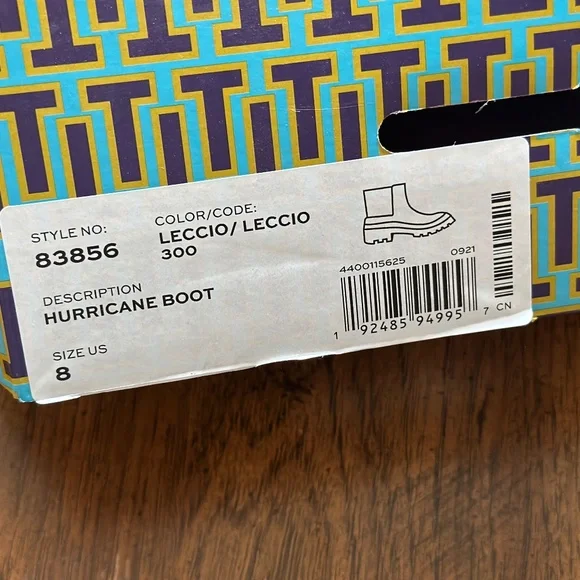 STYLE NO:
83856
COLOR/CODE:
LECCIO/ LECCIO
300
DESCRIPTION
HURRICANE BOOT
SIZE US
8
4400115625 0921
1 92485 94995 7 CN